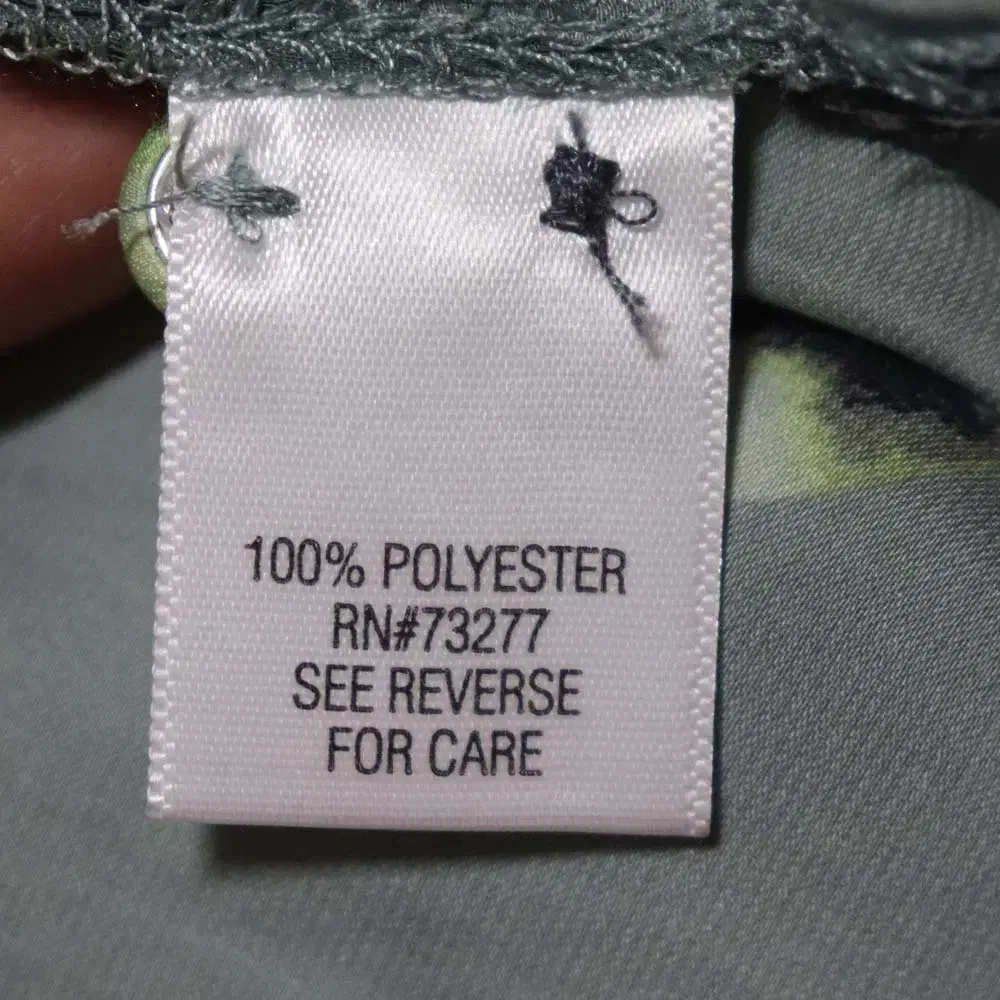 100% POLYESTER
RN#73277
SEE REVERSE
FOR CARE